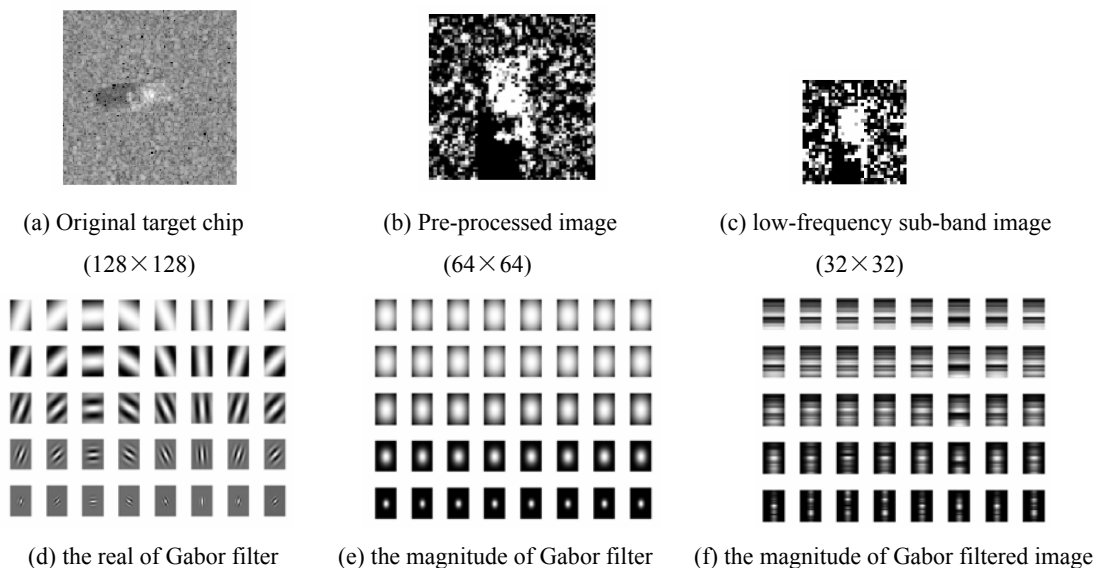 (a) Original target chip
(b) Pre-processed image
(c) low-frequency sub-band image
(128×128)
(64×64)
(32×32)
(d) the real of Gabor filter
(e) the magnitude of Gabor filter
(f) the magnitude of Gabor filtered image